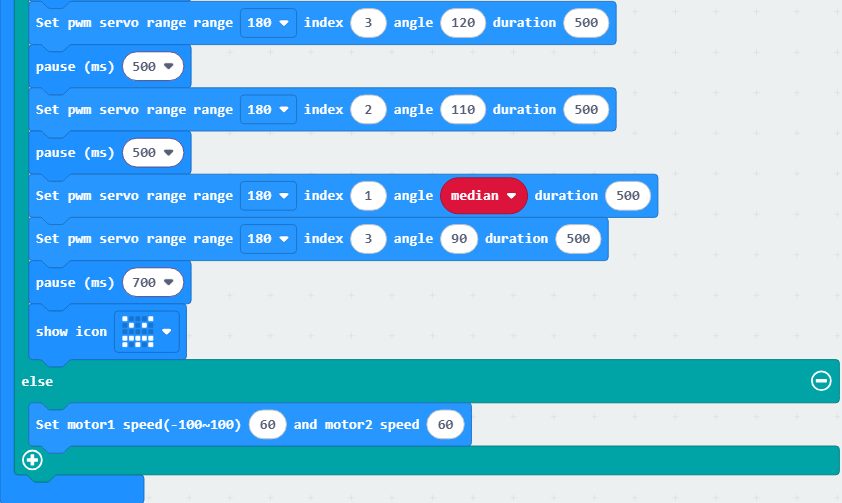 Set pwm servo range range 180 index 3 angle 120 duration 500
pause (ms) 500
Set pwm servo range range 180 index 2 angle 110 duration 500
pause (ms) 500
Set pwm servo range range 180 index 1 angle median duration 500
Set pwm servo range range 180 index 3 angle 90 duration 500
pause (ms) 700
show icon
else
Set motor1 speed(-100~100) 60 and motor2 speed 60